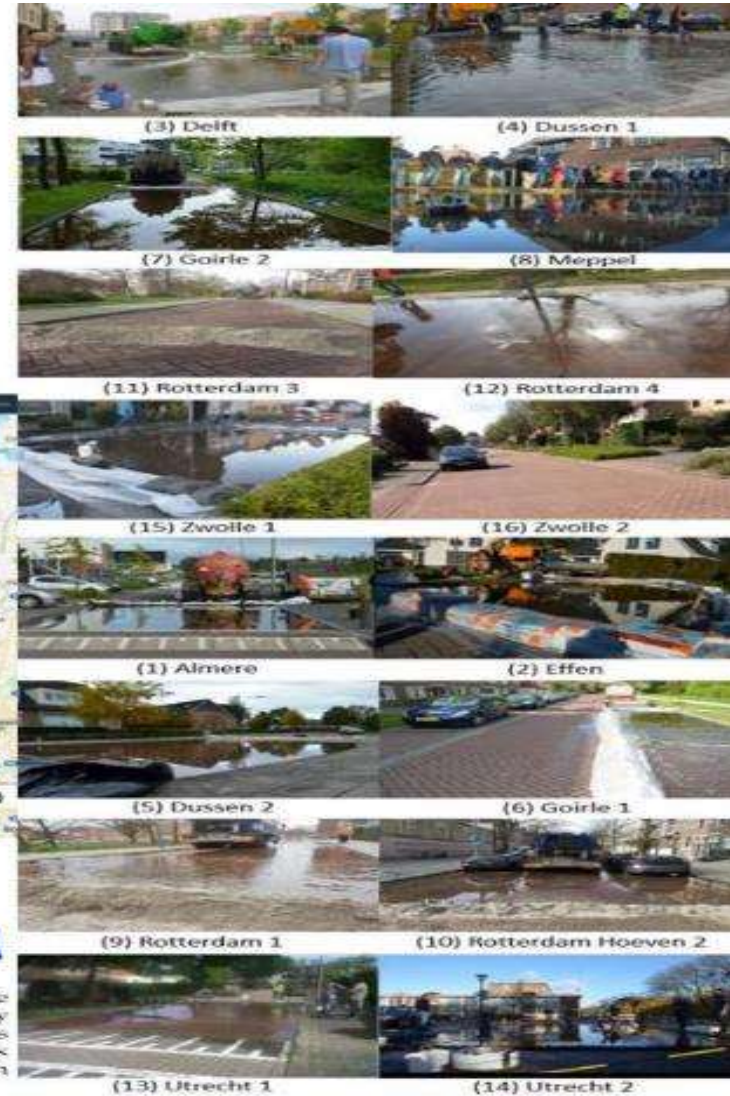 (3) Delft (4) Dussen 1
(7) Goirle 2 (8) Meppel
(11) Rotterdam 3 (12) Rotterdam 4
(15) Zwolle 1 (16) Zwolle 2
(1) Almere (2) Effen
(5) Dussen 2 (6) Goirle 1
(9) Rotterdam 1 (10) Rotterdam Hoeven 2
(13) Utrecht 1 (14) Utrecht 2